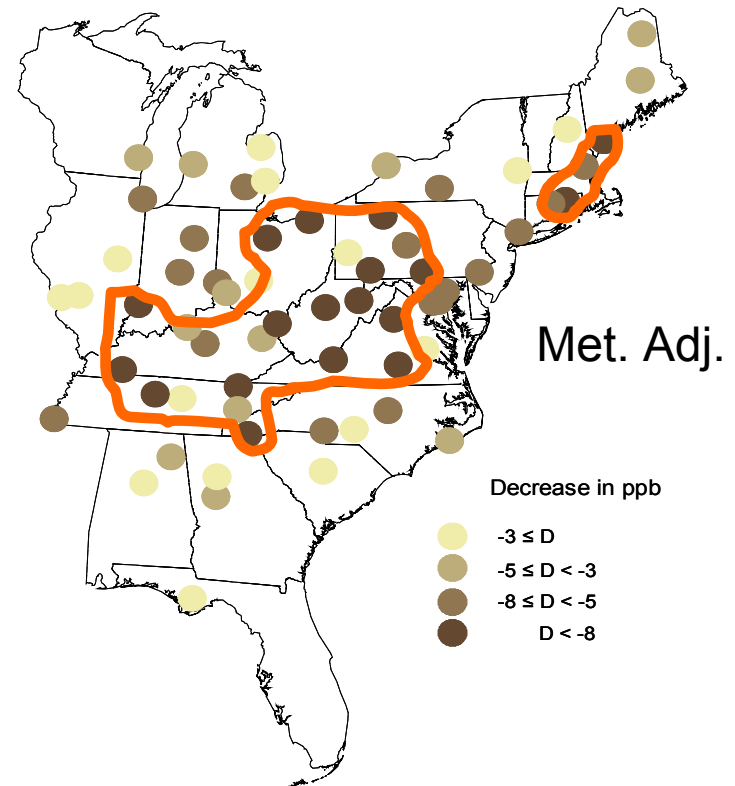 Met. Adj.
Decrease in ppb
-3 ≤ D
-5 ≤ D < -3
-8 ≤ D < -5
D < -8